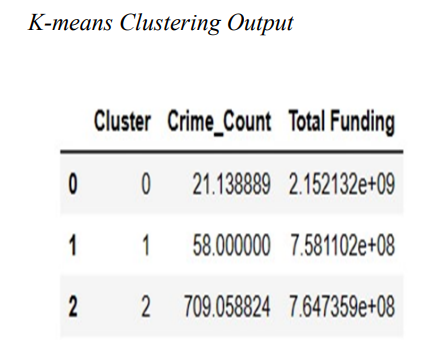 K-means Clustering Output
Cluster Crime_Count Total Funding
0 0 21.138889 2.152132e+09
1 1 58.000000 7.581102e+08
2 2 709.058824 7.647359e+08